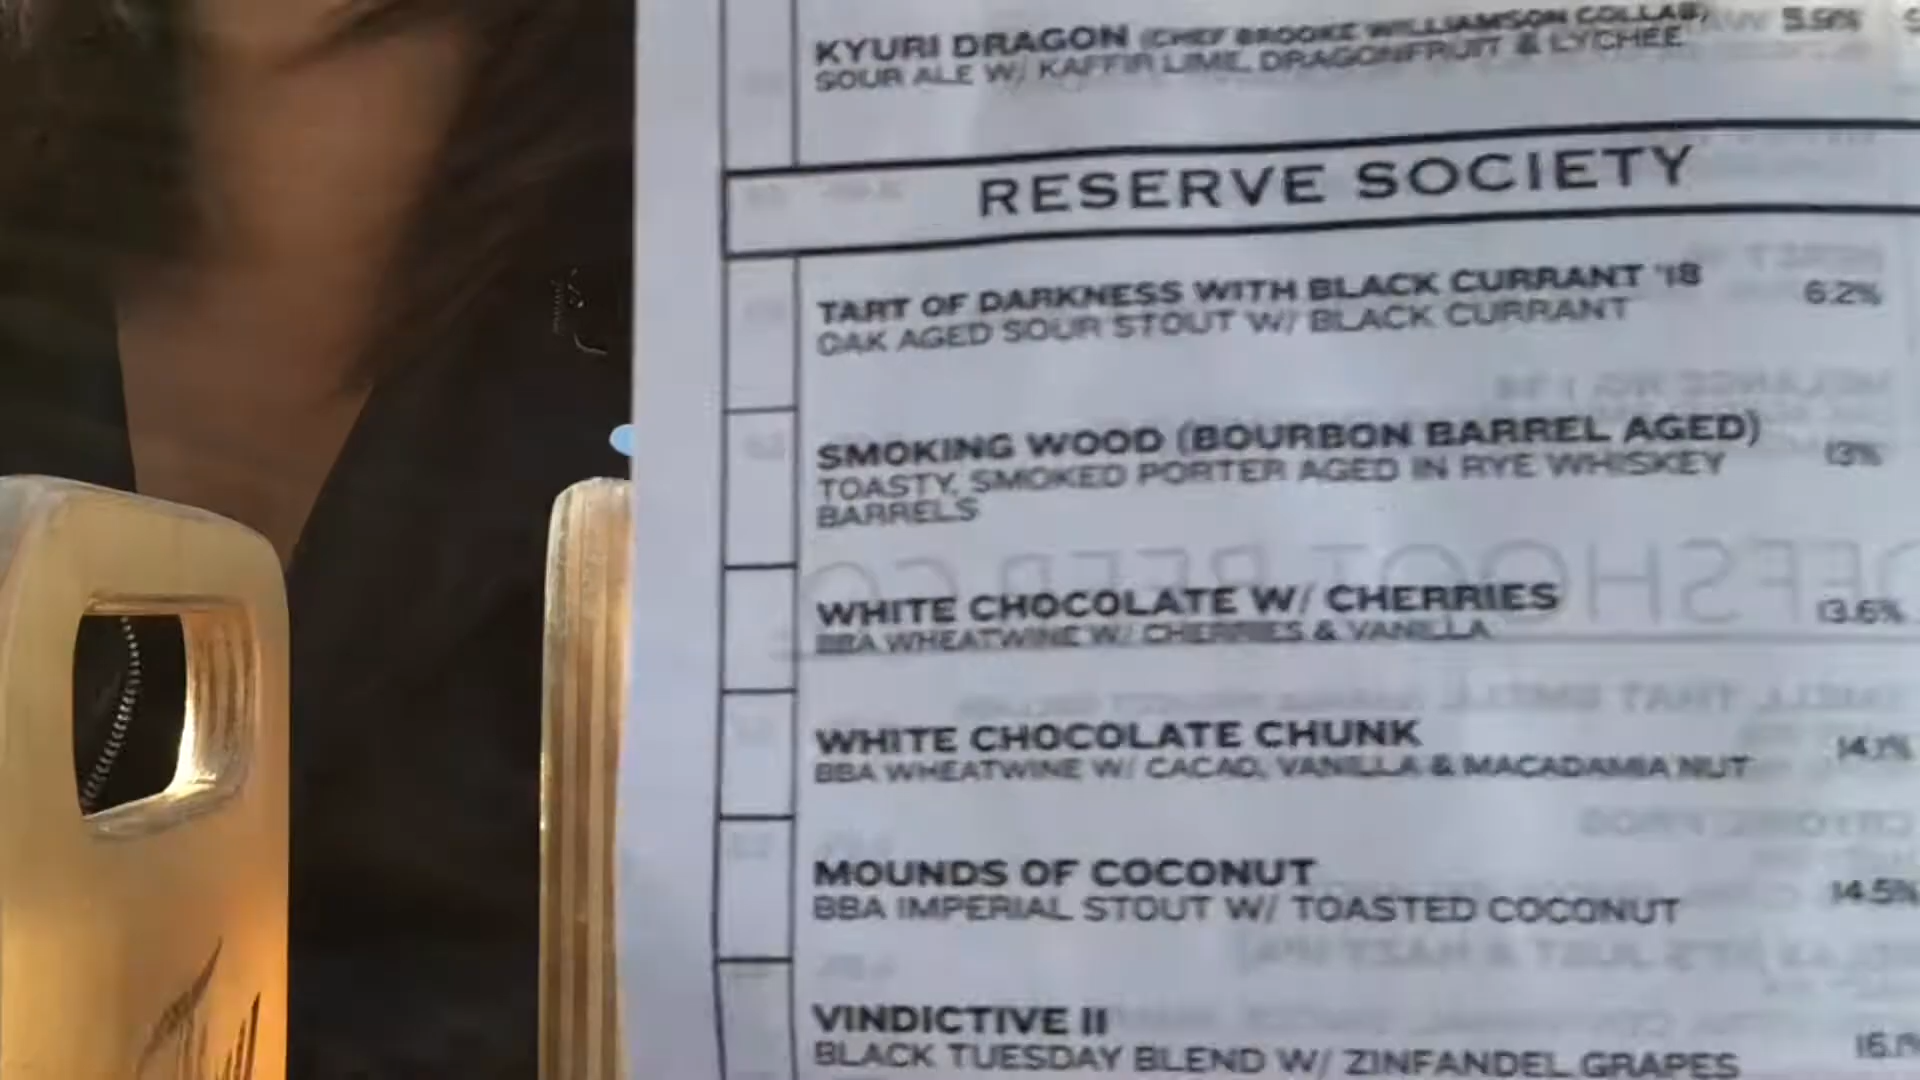 KYURI DRAGON (CHEF BROOKE WILLIAMSON COLLAB) 5.5%
SOUR ALE W/ KAFFIR LIME, DRAGONFRUIT & LYCHEE
RESERVE SOCIETY
TART OF DARKNESS WITH BLACK CURRANT '18 6.2%
OAK AGED SOUR STOUT W/ BLACK CURRANT
SMOKING WOOD (BOURBON BARREL AGED) 13%
TOASTY, SMOKED PORTER AGED IN RYE WHISKEY
BARRELS
WHITE CHOCOLATE W/ CHERRIES 13.6%
BBA WHEATWINE W/ CHERRIES & VANILLA
WHITE CHOCOLATE CHUNK 14.1%
BBA WHEATWINE W/ CACAO, VANILLA & MACADAMIA NUT
MOUNDS OF COCONUT 14.5%
BBA IMPERIAL STOUT W/ TOASTED COCONUT
VINDICTIVE II 16.1%
BLACK TUESDAY BLEND W/ ZINFANDEL GRAPES